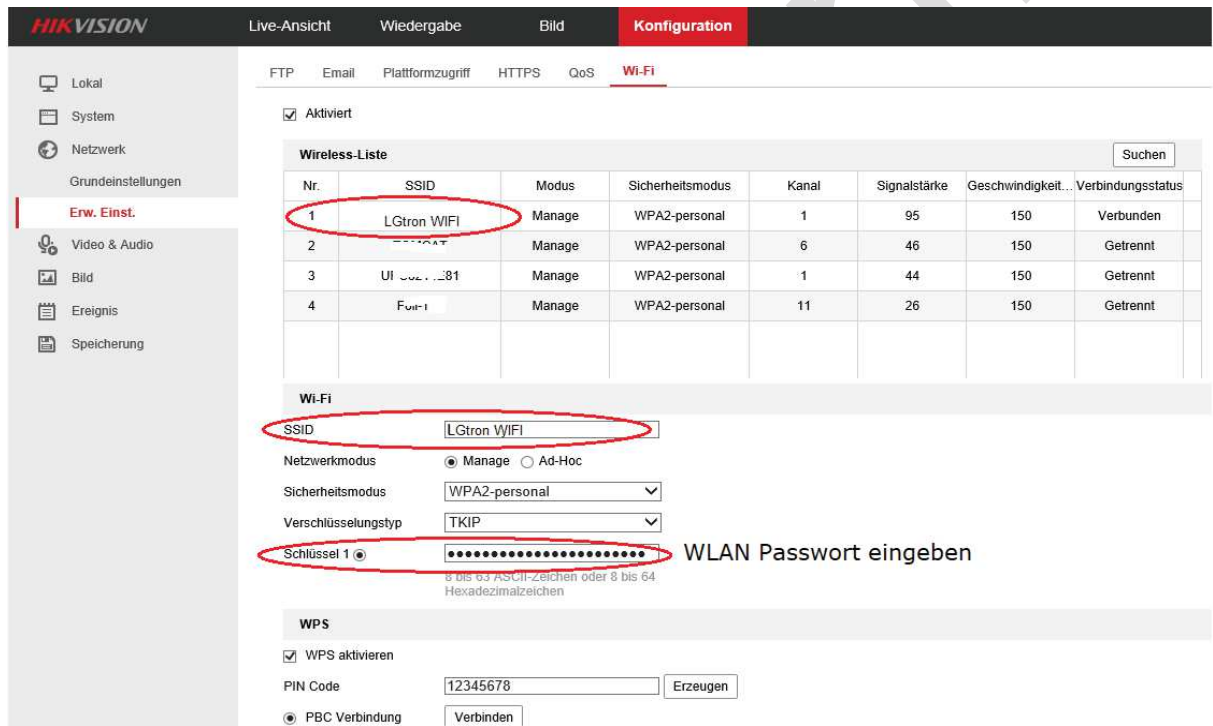 HIKVISION Live-Ansicht Wiedergabe Bild Konfiguration
FTP Email Plattformzugriff HTTPS QoS Wi-Fi
Lokal
System
Netzwerk
Grundeinstellungen
Erw. Einst.
Video & Audio
Bild
Ereignis
Speicherung
Aktiviert
Wireless-Liste Suchen
Nr. SSID Modus Sicherheitsmodus Kanal Signalstärke Geschwindigkeit... Verbindungsstatus
1 LGtron WIFI Manage WPA2-personal 1 95 150 Verbunden
2 Manage WPA2-personal 6 46 150 Getrennt
3 Manage WPA2-personal 1 44 150 Getrennt
4 Manage WPA2-personal 11 26 150 Getrennt
Wi-Fi
SSID LGtron WIFI
Netzwerkmodus Manage Ad-Hoc
Sicherheitsmodus WPA2-personal
Verschlüsselungstyp TKIP
Schlüssel 1 WLAN Passwort eingeben
8 bis 63 ASCII-Zeichen oder 8 bis 64
Hexadezimalzeichen
WPS
WPS aktivieren
PIN Code 12345678 Erzeugen
PBC Verbindung Verbinden